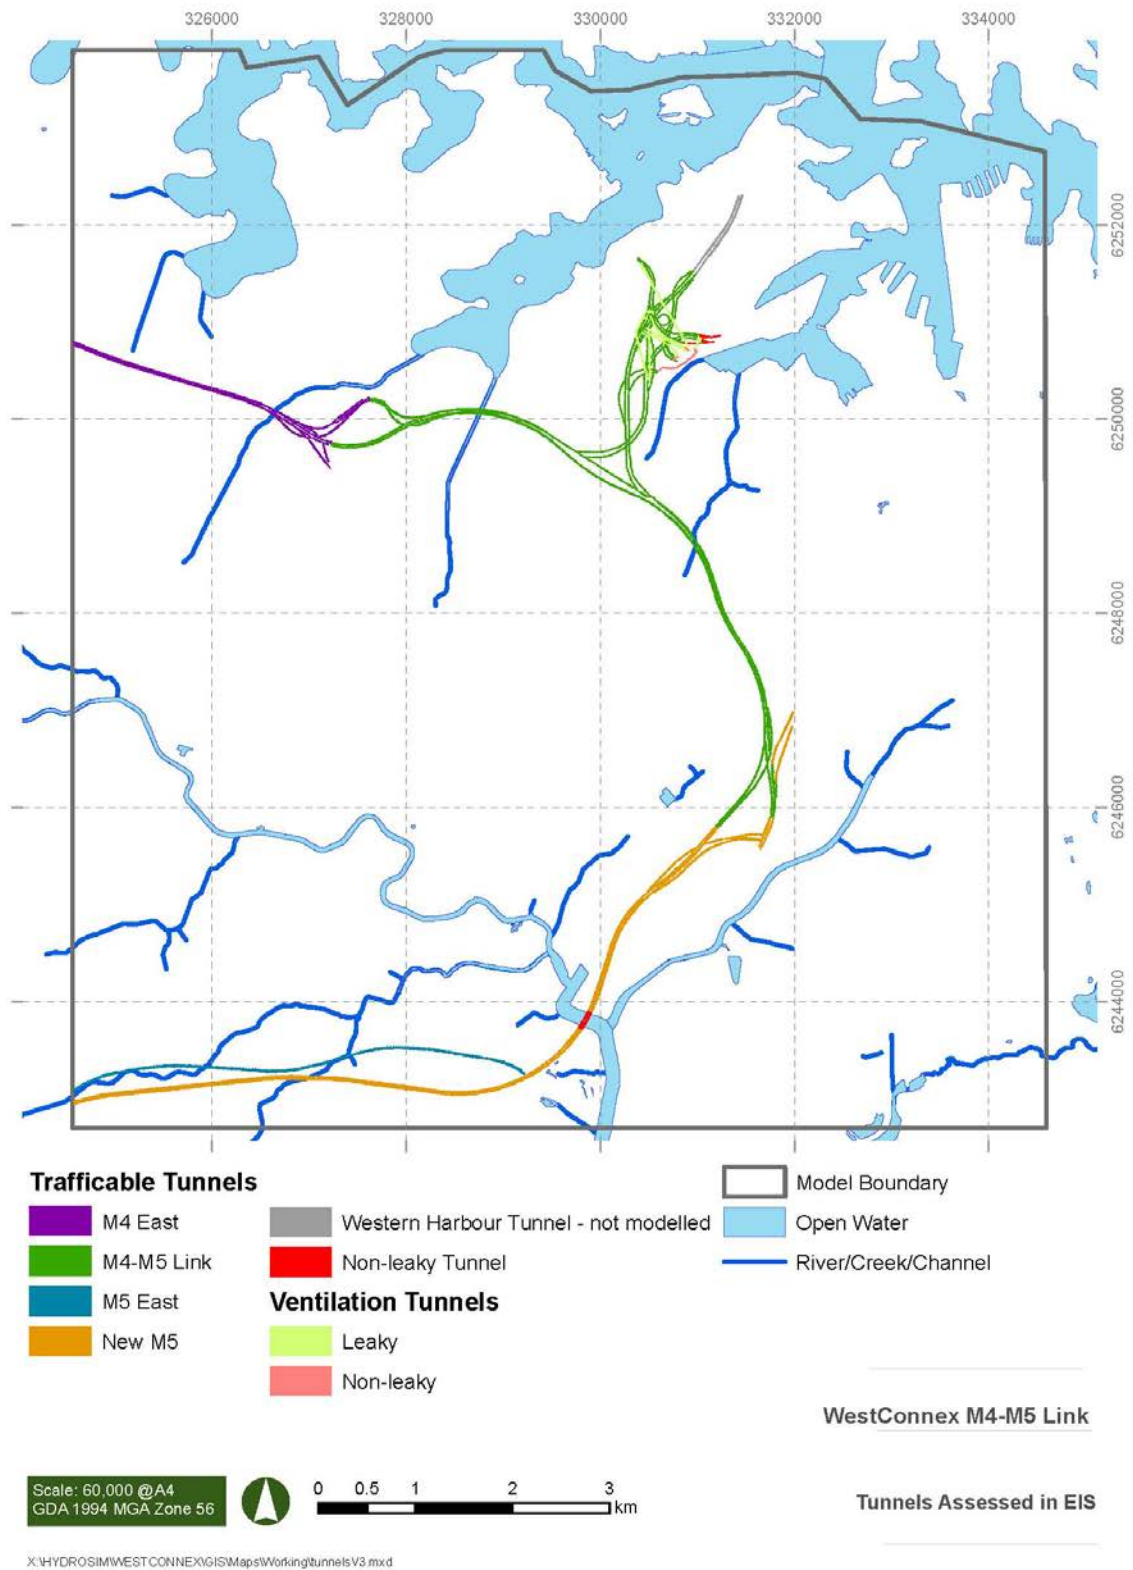 326000 328000 330000 332000 334000
6252000
6250000
6248000
6246000
6244000
Trafficable Tunnels
M4 East
M4-M5 Link
M5 East
New M5
Western Harbour Tunnel - not modelled
Non-leaky Tunnel
Ventilation Tunnels
Leaky
Non-leaky
Model Boundary
Open Water
River/Creek/Channel
WestConnex M4-M5 Link
Tunnels Assessed in EIS
Scale: 60,000 @A4
GDA 1994 MGA Zone 56
0 0.5 1 2 3
km
X:\HYDROSIM\WESTCONNEX\GIS\Maps\Working\tunnelsV3.mxd